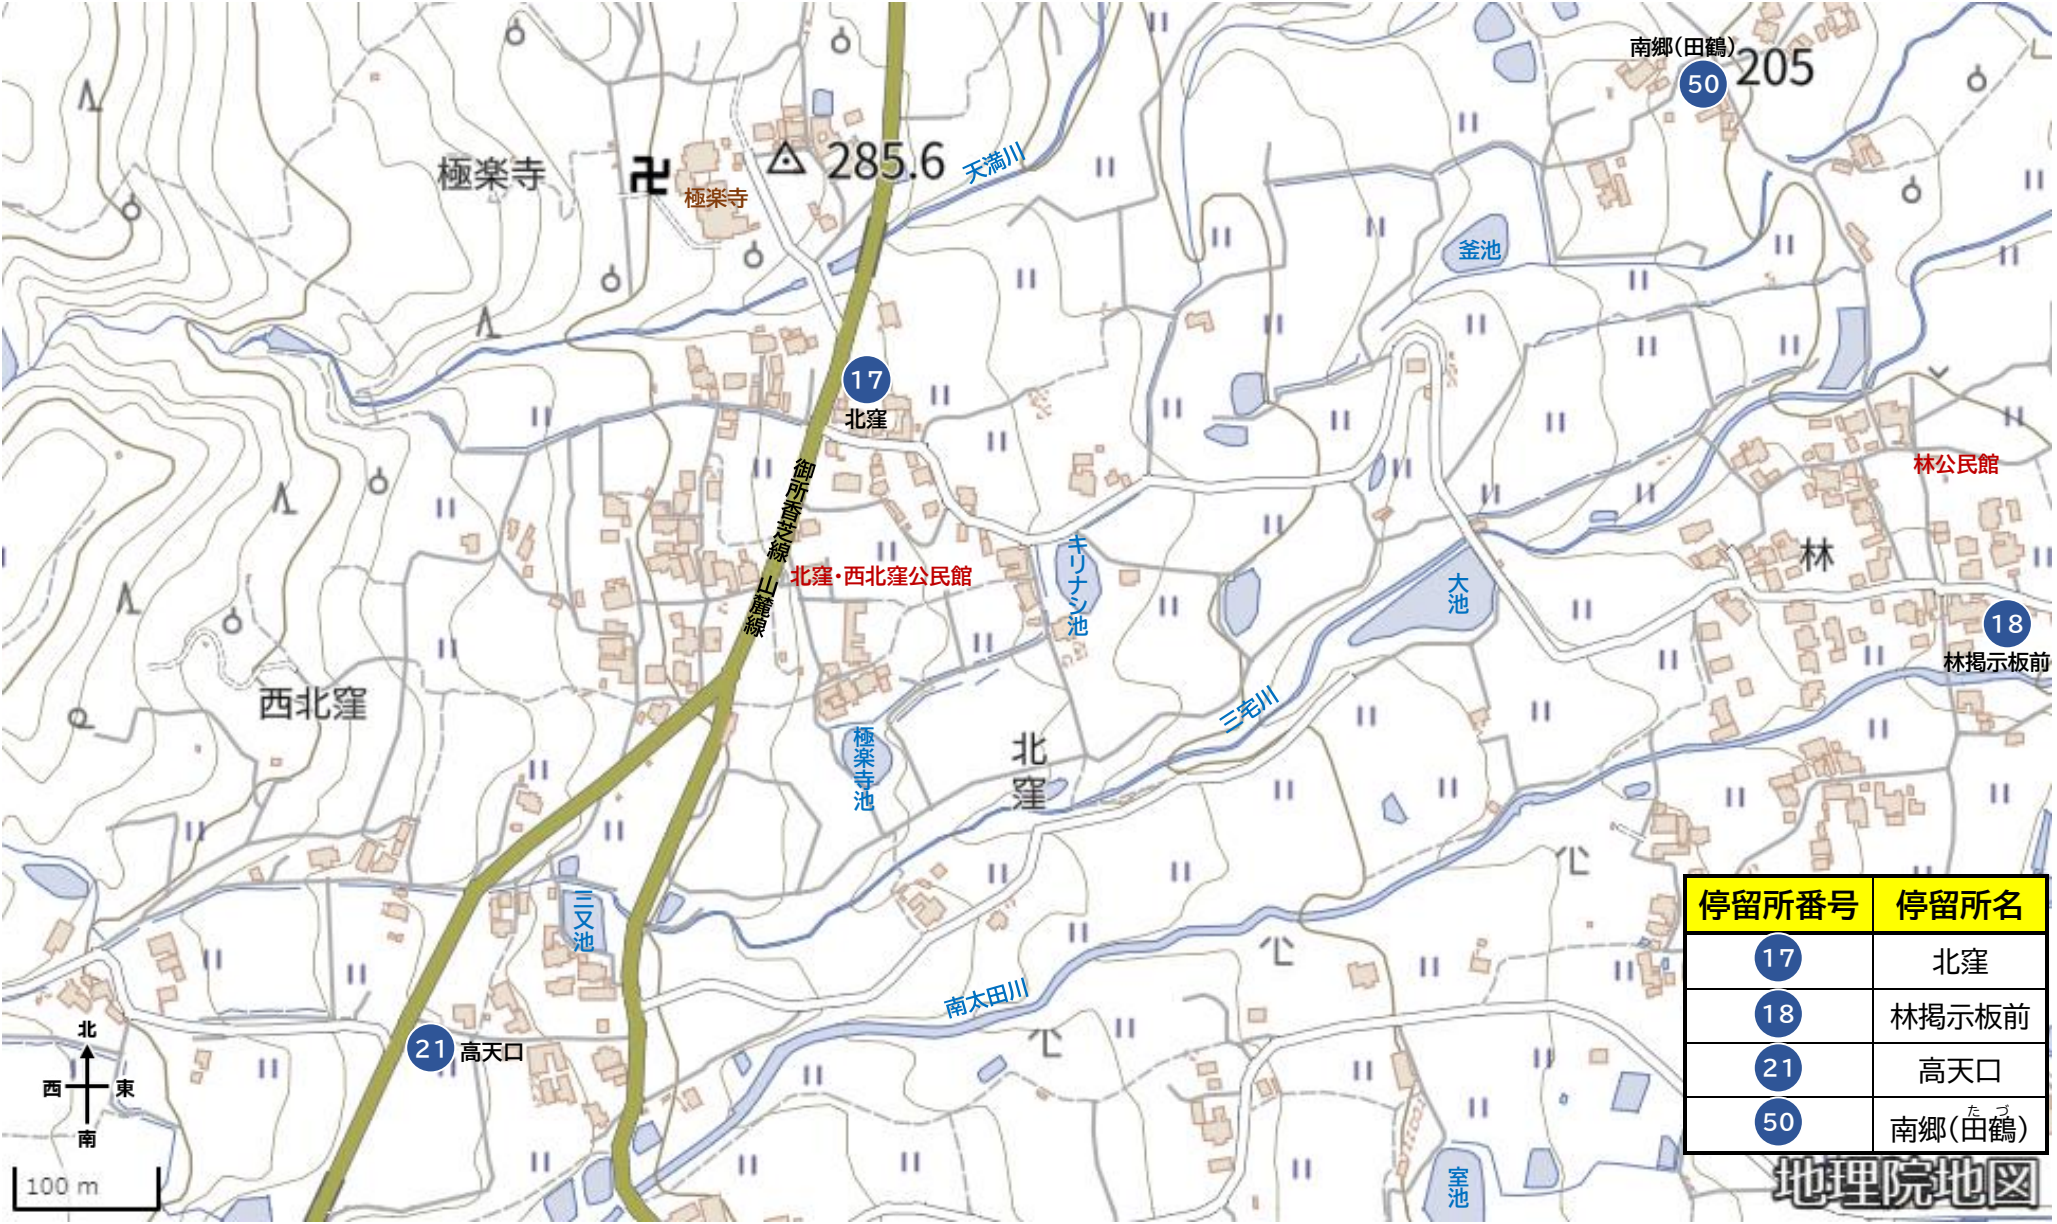 南郷(田鶴)
50
205
極楽寺
極楽寺
285.6
天満川
釜池
17
北窪
御所香芝線 山麓線
林公民館
北窪・西北窪公民館
キリナシ池
大池
林
18
林掲示板前
西北窪
三宅川
極楽寺池
北窪
三又池
南太田川
21 高天口
室池
北
西 東
南
100 m
停留所番号 停留所名
17 北窪
18 林掲示板前
21 高天口
た づ
50 南郷(田鶴)
地理院地図